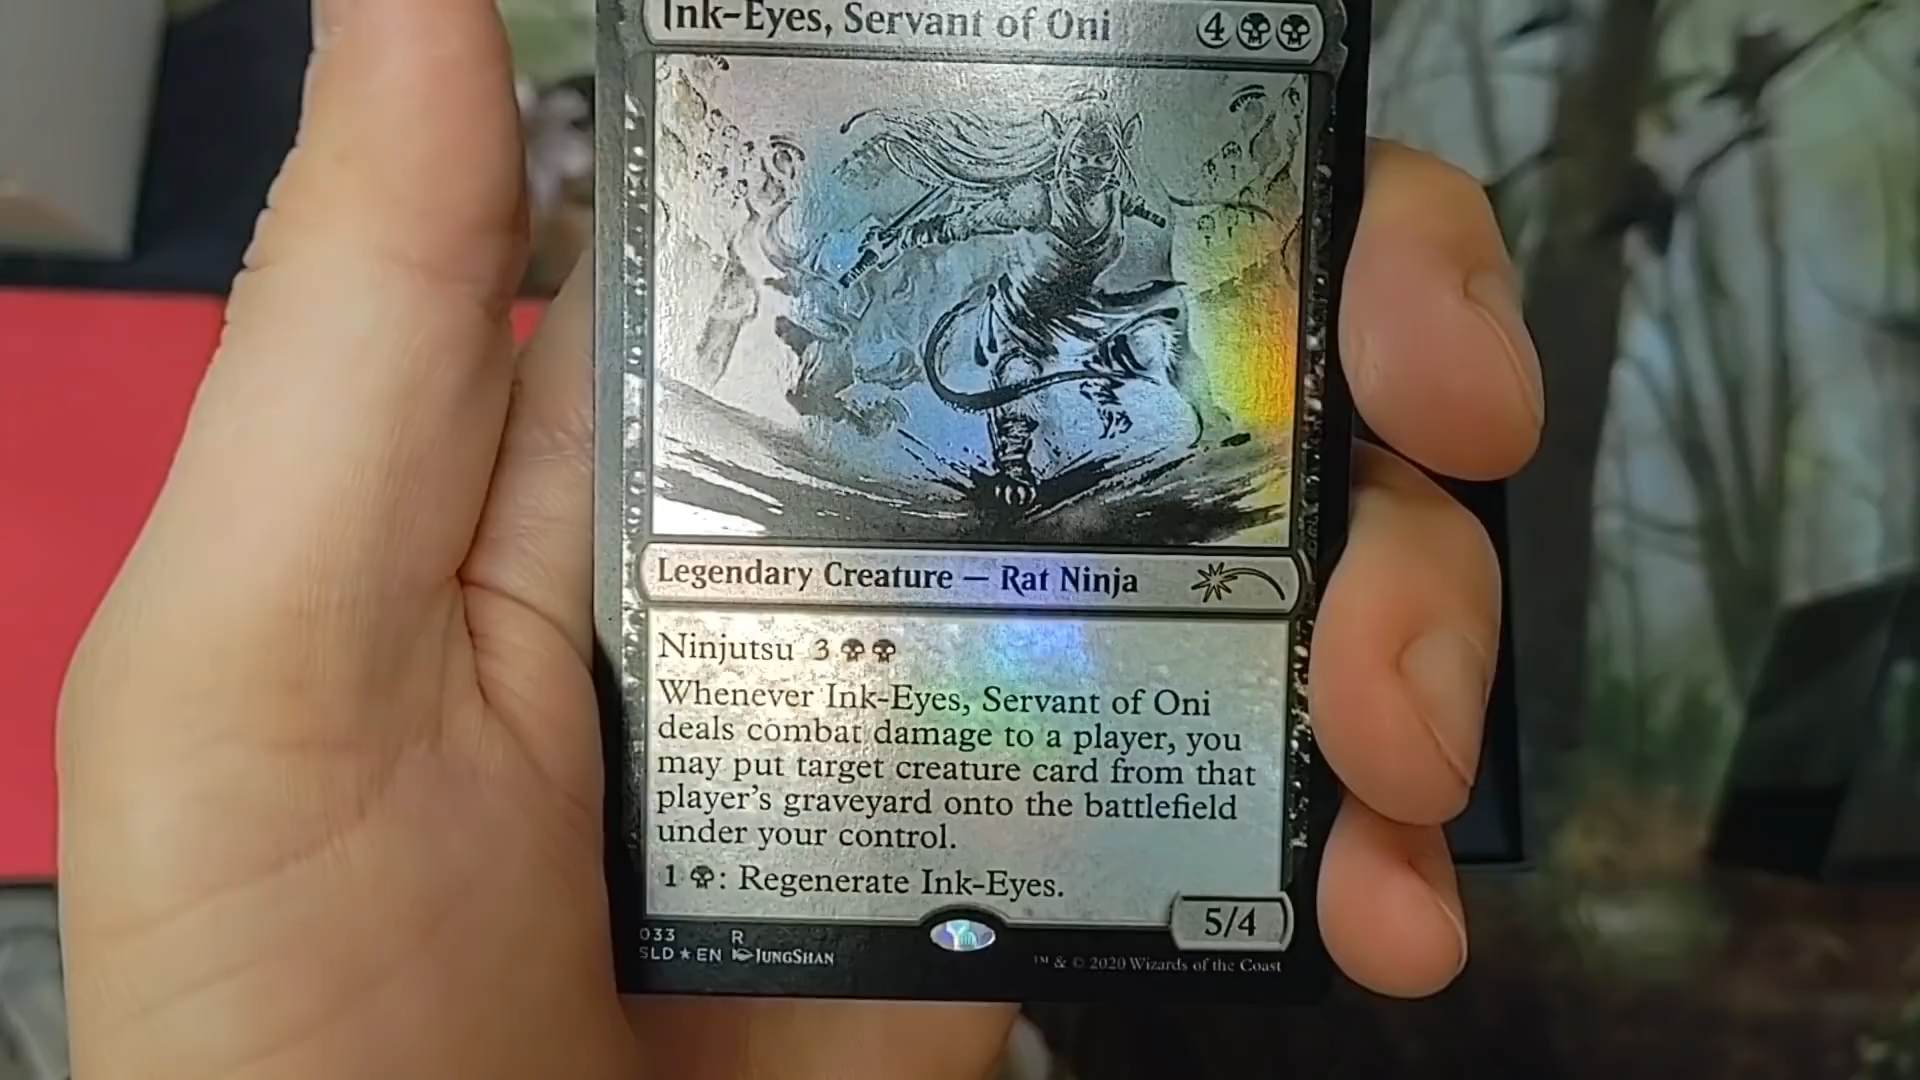 Ink-Eyes, Servant of Oni 4
Legendary Creature — Rat Ninja
Ninjutsu 3
Whenever Ink-Eyes, Servant of Oni
deals combat damage to a player, you
may put target creature card from that
player's graveyard onto the battlefield
under your control.
1 : Regenerate Ink-Eyes.
5/4
033 R
SLD ★ EN JUNGSHAN
™ & © 2020 Wizards of the Coast